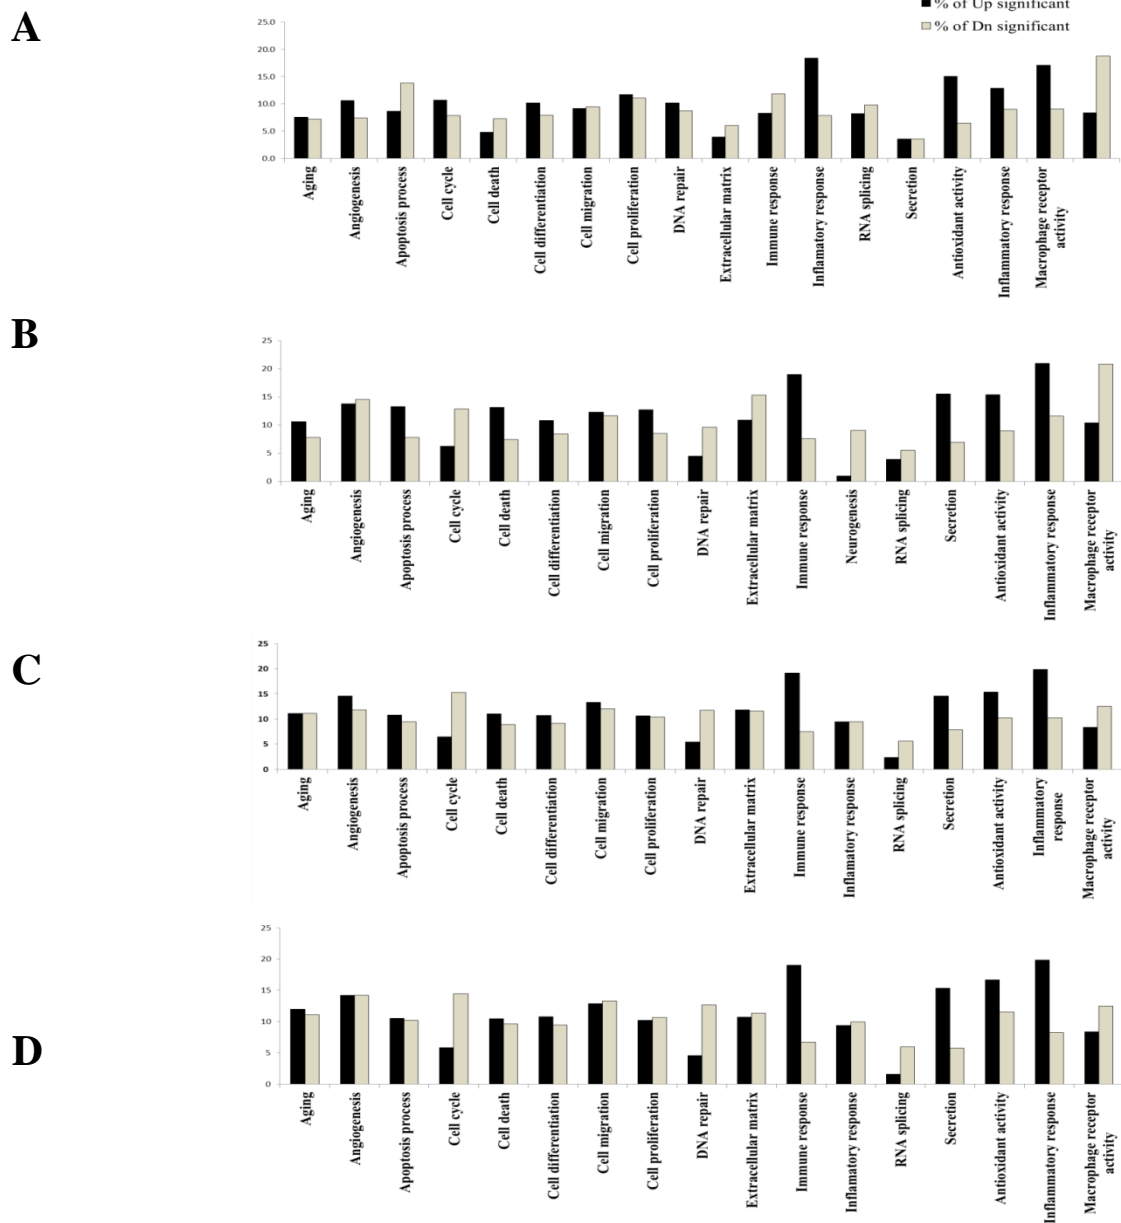 % of Up significant
% of Dn significant
A
25.0
20.0
15.0
10.0
5.0
0.0
Aging
Angiogenesis
Apoptosis process
Cell cycle
Cell death
Cell differentiation
Cell migration
Cell proliferation
DNA repair
Extracellular matrix
Immune response
Inflamatory response
RNA splicing
Secretion
Antioxidant activity
Inflammatory response
Macrophage receptor
activity
B
25
20
15
10
5
0
Aging
Angiogenesis
Apoptosis process
Cell cycle
Cell death
Cell differentiation
Cell migration
Cell proliferation
DNA repair
Extracellular matrix
Immune response
Neurogenesis
RNA splicing
Secretion
Antioxidant activity
Inflammatory response
Macrophage receptor
activity
C
25
20
15
10
5
0
Aging
Angiogenesis
Apoptosis process
Cell cycle
Cell death
Cell differentiation
Cell migration
Cell proliferation
DNA repair
Extracellular matrix
Immune response
Inflamatory response
RNA splicing
Secretion
Antioxidant activity
Inflammatory
response
Macrophage receptor
activity
D
25
20
15
10
5
0
Aging
Angiogenesis
Apoptosis process
Cell cycle
Cell death
Cell differentiation
Cell migration
Cell proliferation
DNA repair
Extracellular matrix
Immune response
Inflamatory response
RNA splicing
Secretion
Antioxidant activity
Inflammatory response
Macrophage receptor
activity